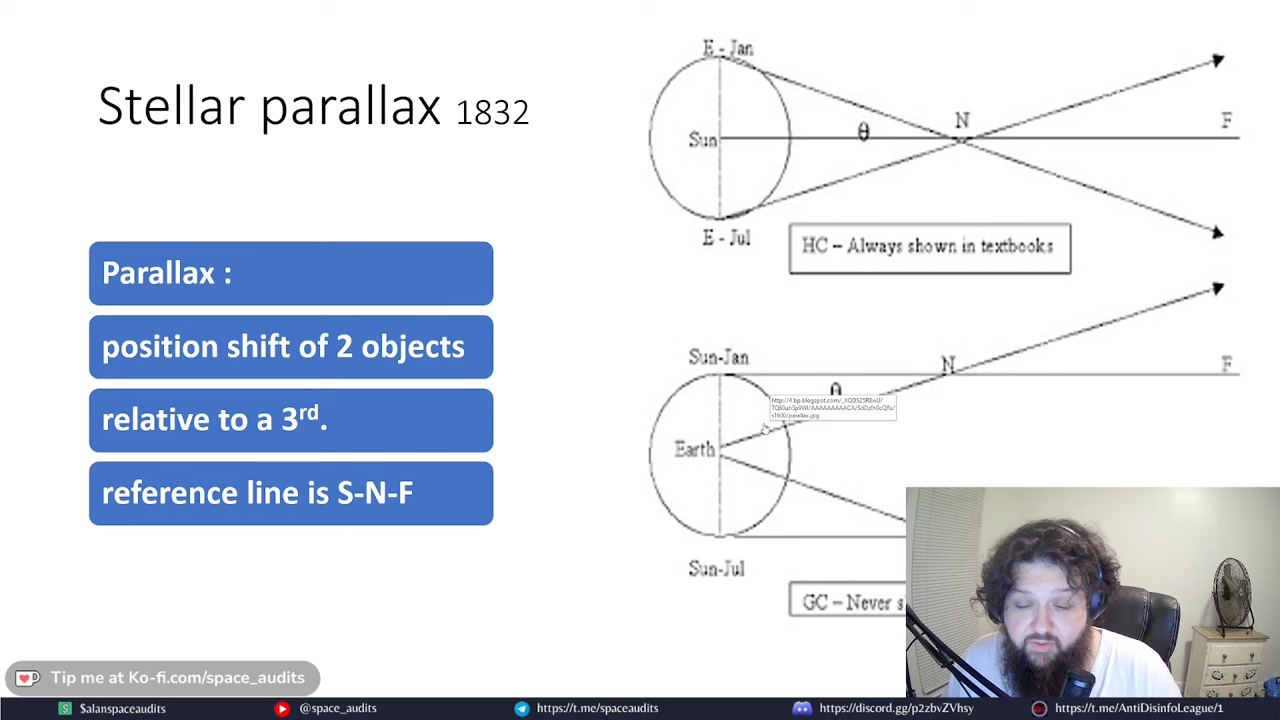 Stellar parallax 1832
Parallax :
position shift of 2 objects
relative to a 3rd.
reference line is S-N-F
E - Jan
Sun
θ
N
F
E - Jul
HC – Always shown in textbooks
Sun-Jan
N
F
θ
Earth
Sun-Jul
GC – Never s
Tip me at Ko-fi.com/space_audits
$alanspaceaudits
@space_audits
https://t.me/spaceaudits
https://discord.gg/p2zbvZVhsy
https://t.me/AntiDisinfoLeague/1